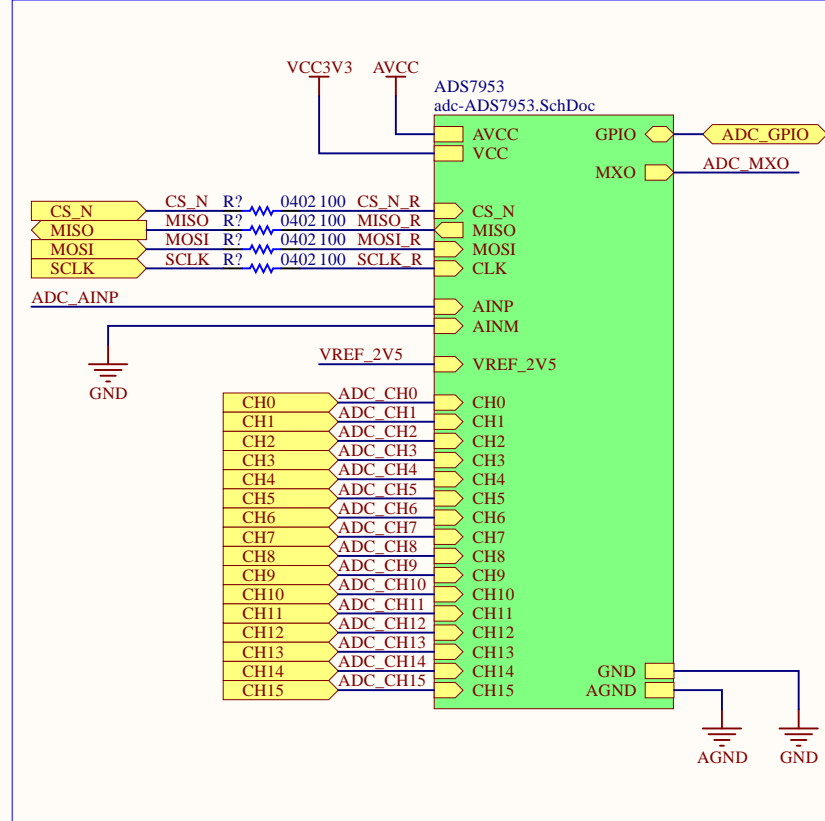 VCC3V3 AVCC
ADS7953
adc-ADS7953.SchDoc
AVCC GPIO ADC_GPIO
VCC
MXO ADC_MXO
CS_N CS_N R? 0402 100 CS_N_R CS_N
MISO MISO R? 0402 100 MISO_R MISO
MOSI MOSI R? 0402 100 MOSI_R MOSI
SCLK SCLK R? 0402 100 SCLK_R CLK
ADC_AINP AINP
AINM
GND
VREF_2V5 VREF_2V5
CH0 ADC_CH0 CH0
CH1 ADC_CH1 CH1
CH2 ADC_CH2 CH2
CH3 ADC_CH3 CH3
CH4 ADC_CH4 CH4
CH5 ADC_CH5 CH5
CH6 ADC_CH6 CH6
CH7 ADC_CH7 CH7
CH8 ADC_CH8 CH8
CH9 ADC_CH9 CH9
CH10 ADC_CH10 CH10
CH11 ADC_CH11 CH11
CH12 ADC_CH12 CH12
CH13 ADC_CH13 CH13
CH14 ADC_CH14 CH14 GND
CH15 ADC_CH15 CH15 AGND
AGND GND